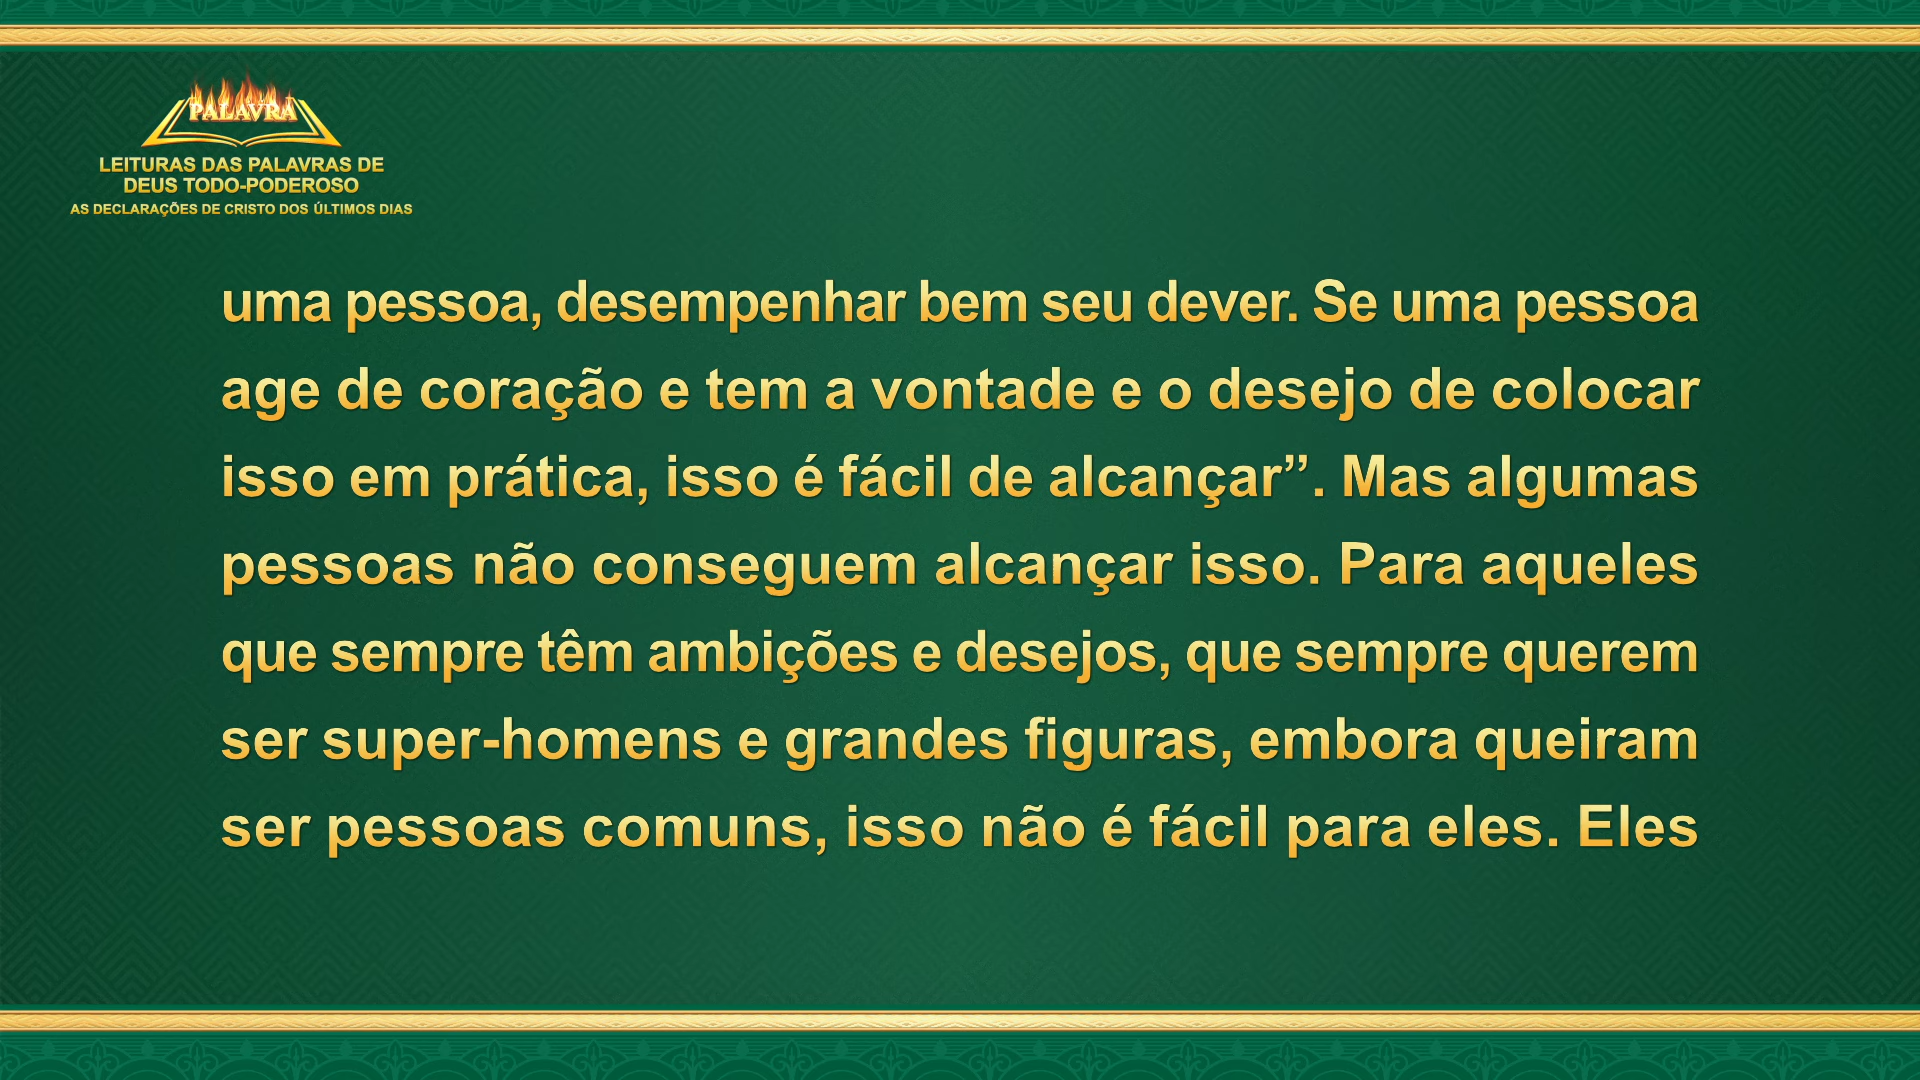 PALAVRA
LEITURAS DAS PALAVRAS DE
DEUS TODO-PODEROSO
AS DECLARAÇÕES DE CRISTO DOS ÚLTIMOS DIAS
uma pessoa, desempenhar bem seu dever. Se uma pessoa
age de coração e tem a vontade e o desejo de colocar
isso em prática, isso é fácil de alcançar”. Mas algumas
pessoas não conseguem alcançar isso. Para aqueles
que sempre têm ambições e desejos, que sempre querem
ser super-homens e grandes figuras, embora queiram
ser pessoas comuns, isso não é fácil para eles. Eles